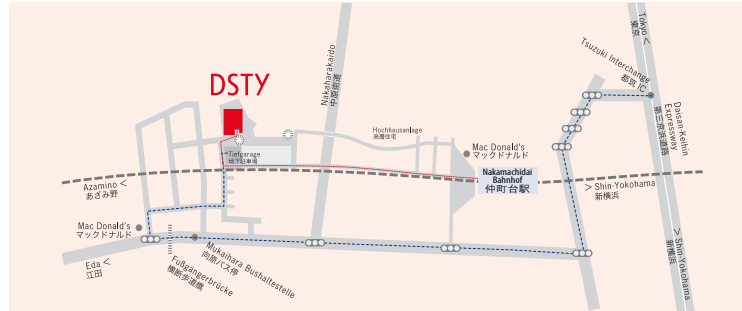 DSTY
Nakaharakaido
中原街道
Tokyo <
東京
Tsuzuki Interchange
都筑IC
Daisan-Keihin
Expressway
第三京浜道路
Hochhausanlage
高層住宅
Mac Donald's
マックドナルド
Tiefgarage
地下駐車場
Nakamachidai
Bahnhof
仲町台駅
Azamino <
あざみ野
> Shin-Yokohama
新横浜
Mac Donald's
マックドナルド
Eda <
江田
Mukaihara Bushaltestelle
向原バス停
Fußgängerbrücke
横断歩道橋
> Shin-Yokohama
新横浜